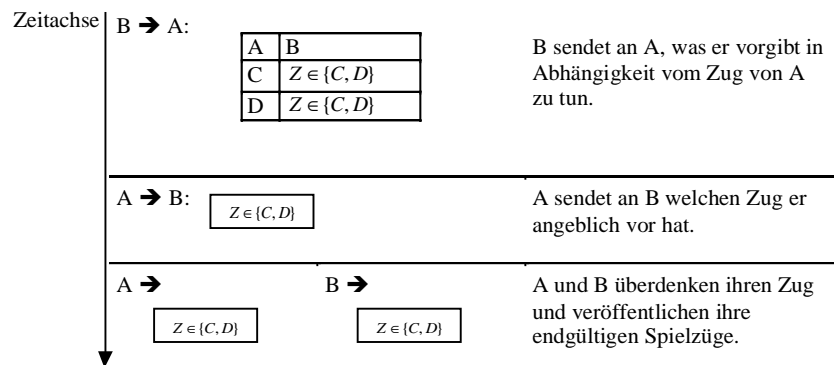 Zeitachse
B ➔ A:
A B
C Z ∈ {C, D}
D Z ∈ {C, D}
B sendet an A, was er vorgibt in
Abhängigkeit vom Zug von A
zu tun.
A ➔ B:
Z ∈ {C, D}
A sendet an B welchen Zug er
angeblich vor hat.
A ➔ B ➔
Z ∈ {C, D} Z ∈ {C, D}
A und B überdenken ihren Zug
und veröffentlichen ihre
endgültigen Spielzüge.